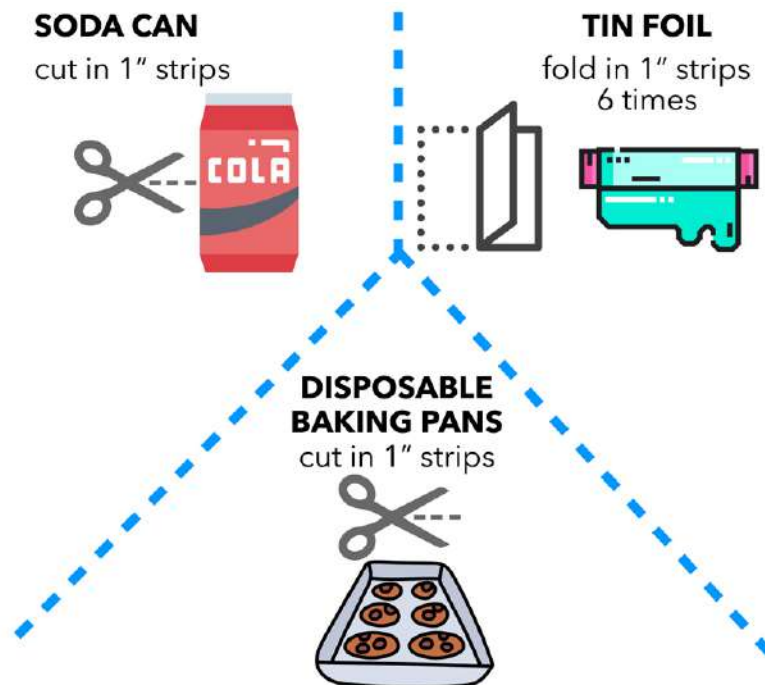 SODA CAN
cut in 1” strips
COLA
TIN FOIL
fold in 1” strips
6 times
DISPOSABLE
BAKING PANS
cut in 1” strips